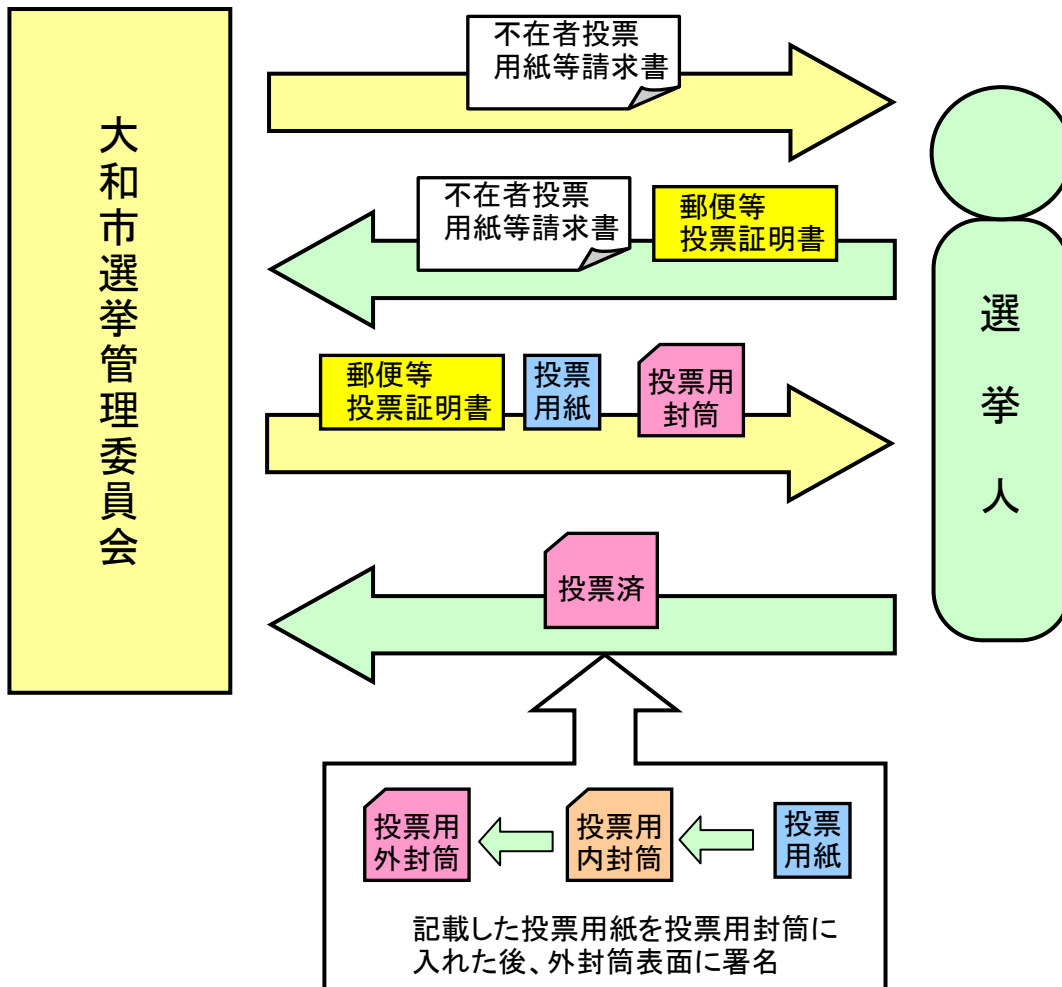 大和市選挙管理委員会
不在者投票
用紙等請求書
不在者投票
用紙等請求書
郵便等
投票証明書
郵便等
投票証明書
投票
用紙
投票用
封筒
投票済
選挙人
投票用
外封筒
投票用
内封筒
投票
用紙
記載した投票用紙を投票用封筒に
入れた後、外封筒表面に署名